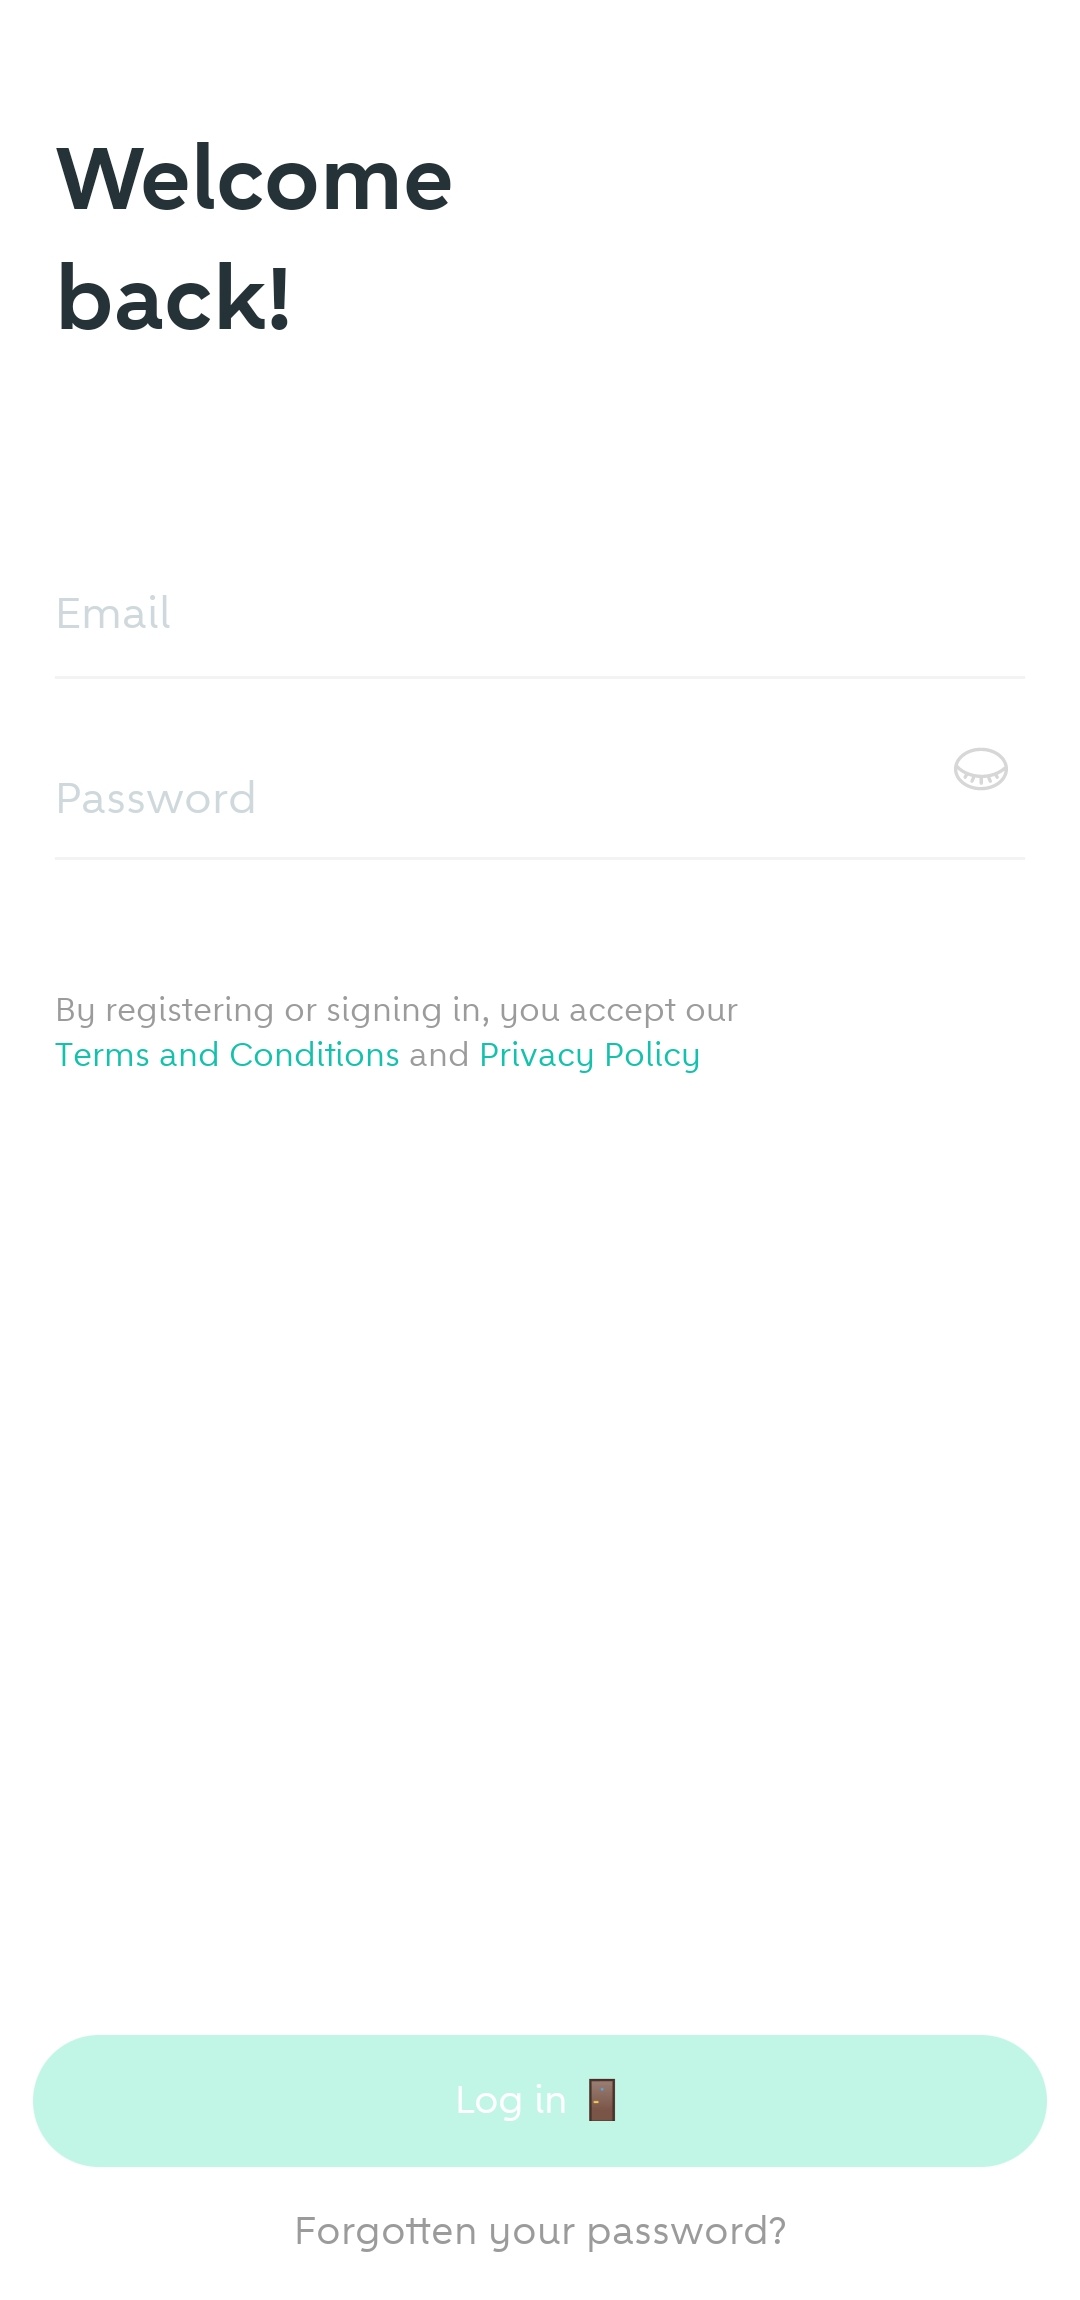 Welcome
back!
Email
Password
By registering or signing in, you accept our
Terms and Conditions and Privacy Policy
Log in 🚪
Forgotten your password?